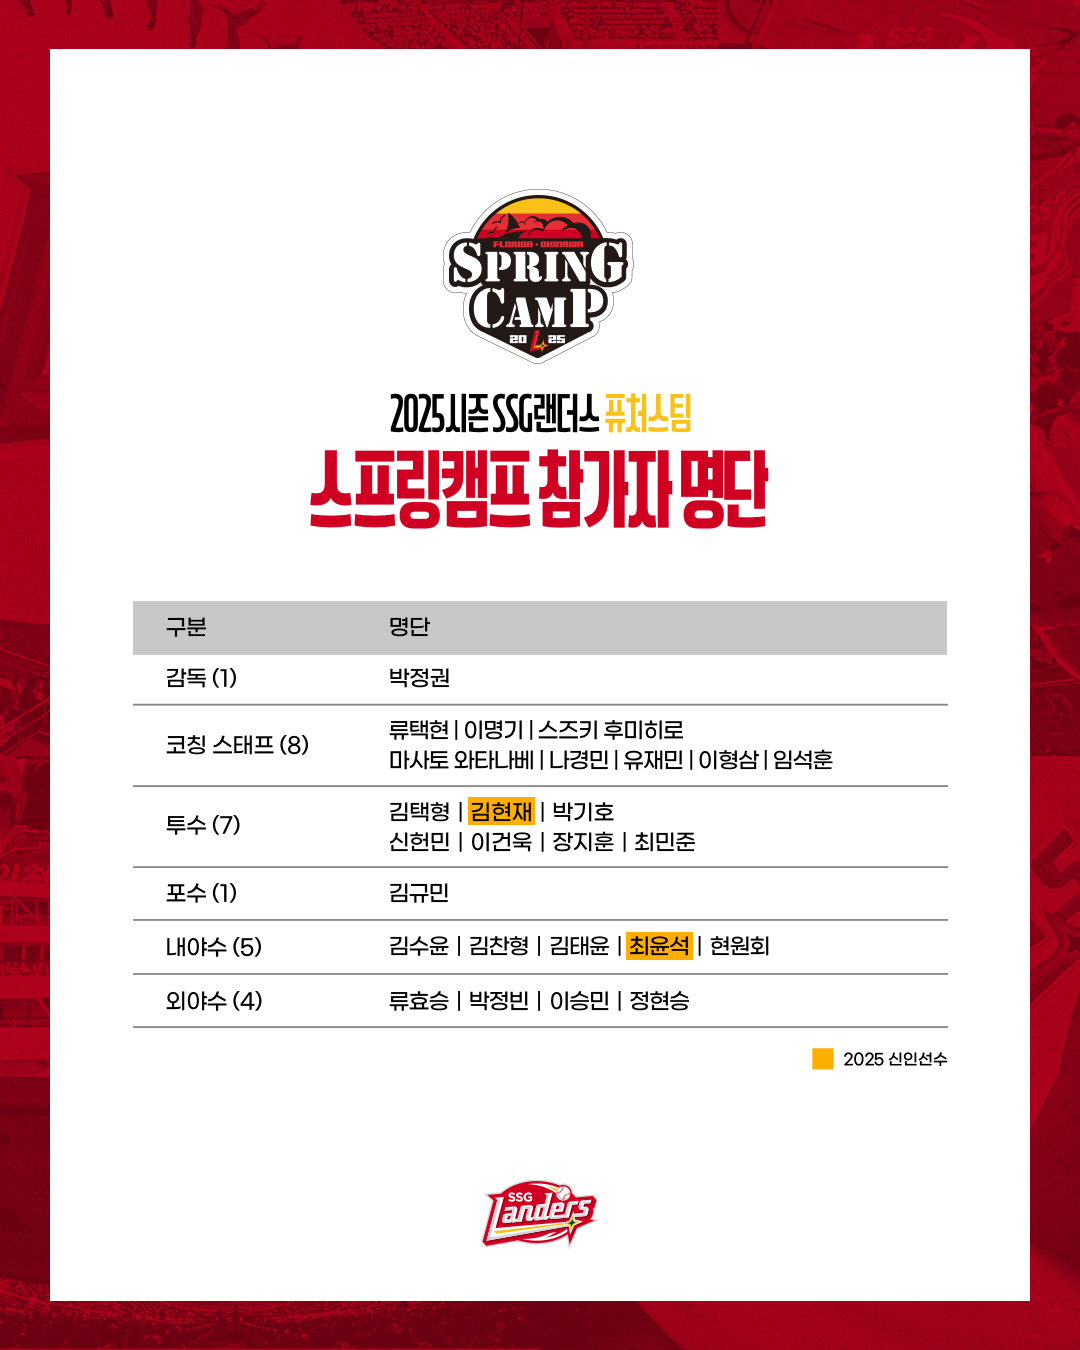 FLORIDA • OKINAWA
SPRING
CAMP
20 25
2025시즌 SSG랜더스 퓨처스팀
스프링캠프 참가자 명단
구분 명단
감독 (1) 박정권
코칭 스태프 (8) 류택현 | 이명기 | 스즈키 후미히로
마사토 와타나베 | 나경민 | 유재민 | 이형삼 | 임석훈
투수 (7) 김택형 | 김현재 | 박기호
신헌민 | 이건욱 | 장지훈 | 최민준
포수 (1) 김규민
내야수 (5) 김수윤 | 김찬형 | 김태윤 | 최윤석 | 현원회
외야수 (4) 류효승 | 박정빈 | 이승민 | 정현승
2025 신인선수
SSG
Landers